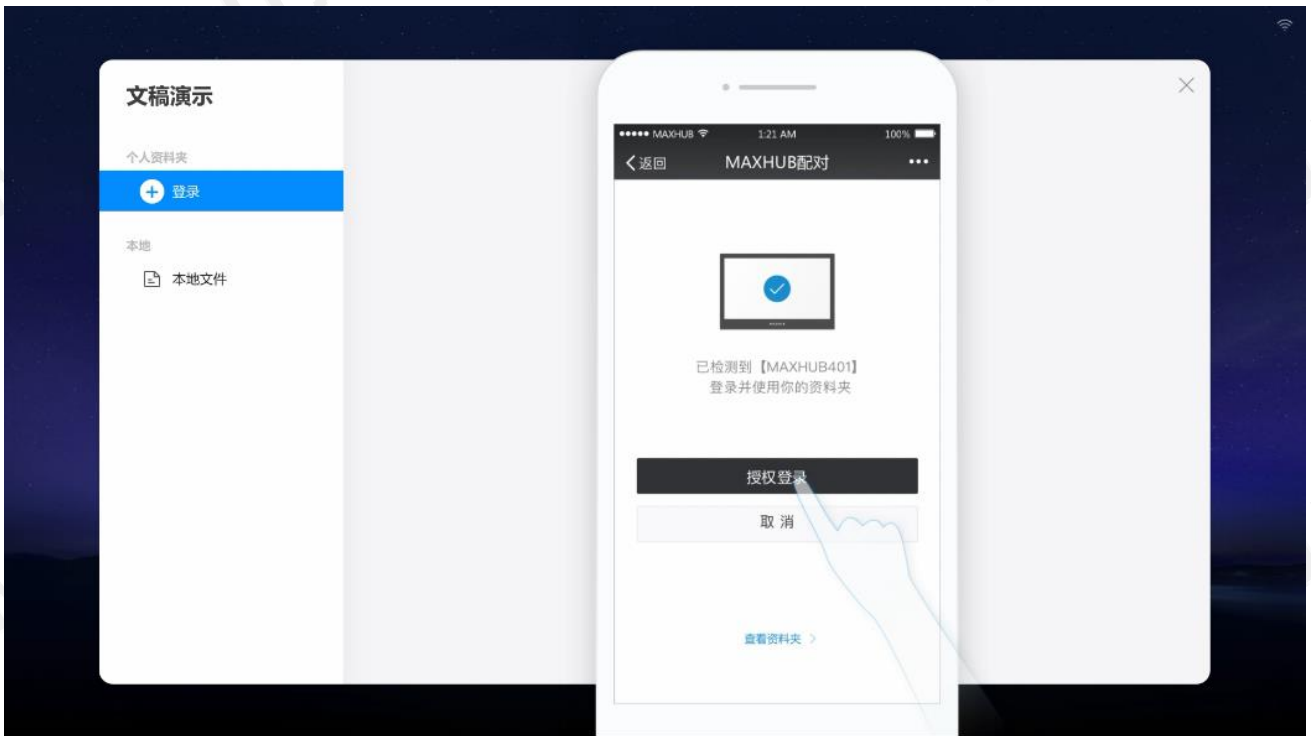 文稿演示
个人资料夹
登录
本地
本地文件
MAXHUB 1:21 AM 100%
返回 MAXHUB配对
已检测到【MAXHUB401】
登录并使用你的资料夹
授权登录
取 消
查看资料夹